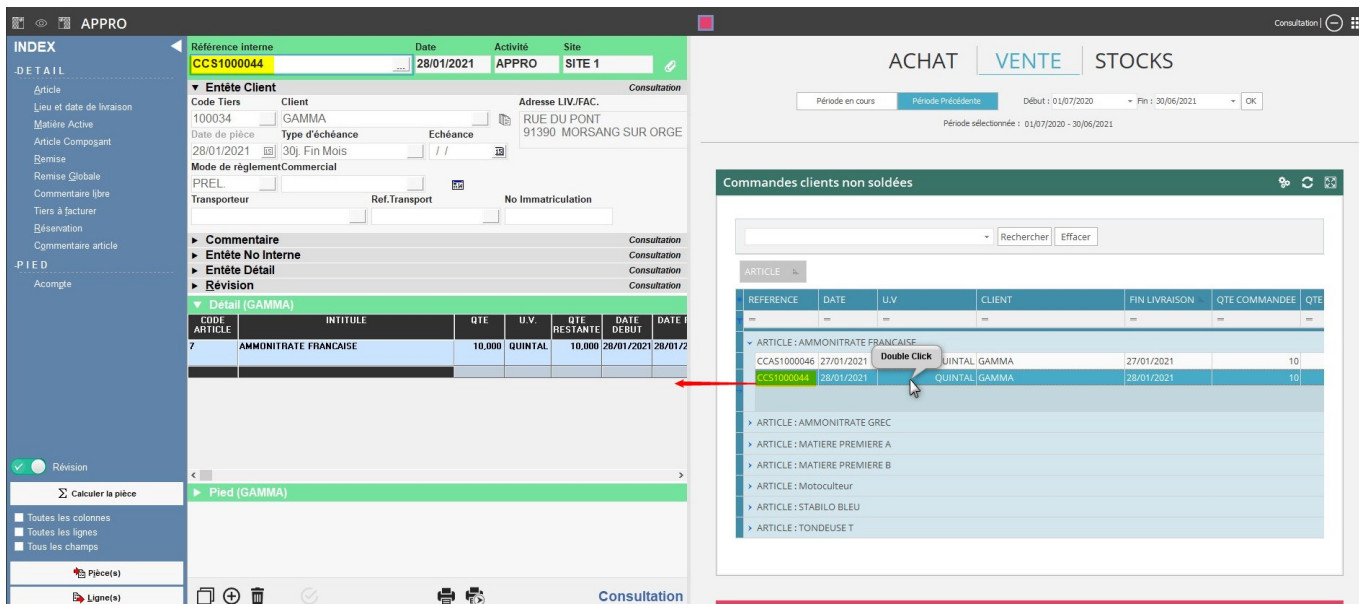 APPRO
Consultation |
INDEX
-DETAIL
Article
Lieu et date de livraison
Matière Active
Article Composant
Remise
Remise Globale
Commentaire libre
Tiers à facturer
Réservation
Commentaire article
-PIED
Acompte
Révision
Σ Calculer la pièce
Toutes les colonnes
Toutes les lignes
Tous les champs
Pièce(s)
Ligne(s)
Référence interne Date Activité Site
CCS1000044 ... 28/01/2021 APPRO SITE 1
Entête Client Consultation
Code Tiers Client Adresse LIV./FAC.
100034 GAMMA RUE DU PONT
91390 MORSANG SUR ORGE
Date de pièce Type d'échéance Echéance
28/01/2021 30j. Fin Mois / /
Mode de règlement Commercial
PREL.
Transporteur Ref.Transport No Immatriculation
Commentaire Consultation
Entête No Interne Consultation
Entête Détail Consultation
Révision Consultation
Détail (GAMMA)
CODE ARTICLE INTITULE QTE U.V. QTE RESTANTE DATE DEBUT DATE F
7 AMMONITRATE FRANCAISE 10,000 QUINTAL 10,000 28/01/2021 28/01/2
Pied (GAMMA)
Consultation
ACHAT VENTE STOCKS
Période en cours Période Précédente Début : 01/07/2020 Fin : 30/06/2021 OK
Période sélectionnée : 01/07/2020 - 30/06/2021
Commandes clients non soldées
Rechercher Effacer
ARTICLE
REFERENCE DATE U.V CLIENT FIN LIVRAISON QTE COMMANDEE QTE
= = = = = = =
ARTICLE : AMMONITRATE FRANCAISE
CCAS1000046 27/01/2021 QUINTAL GAMMA 27/01/2021 10
Double Click
CCS1000044 28/01/2021 QUINTAL GAMMA 28/01/2021 10
ARTICLE : AMMONITRATE GREC
ARTICLE : MATIERE PREMIERE A
ARTICLE : MATIERE PREMIERE B
ARTICLE : Motoculteur
ARTICLE : STABILO BLEU
ARTICLE : TONDEUSE T